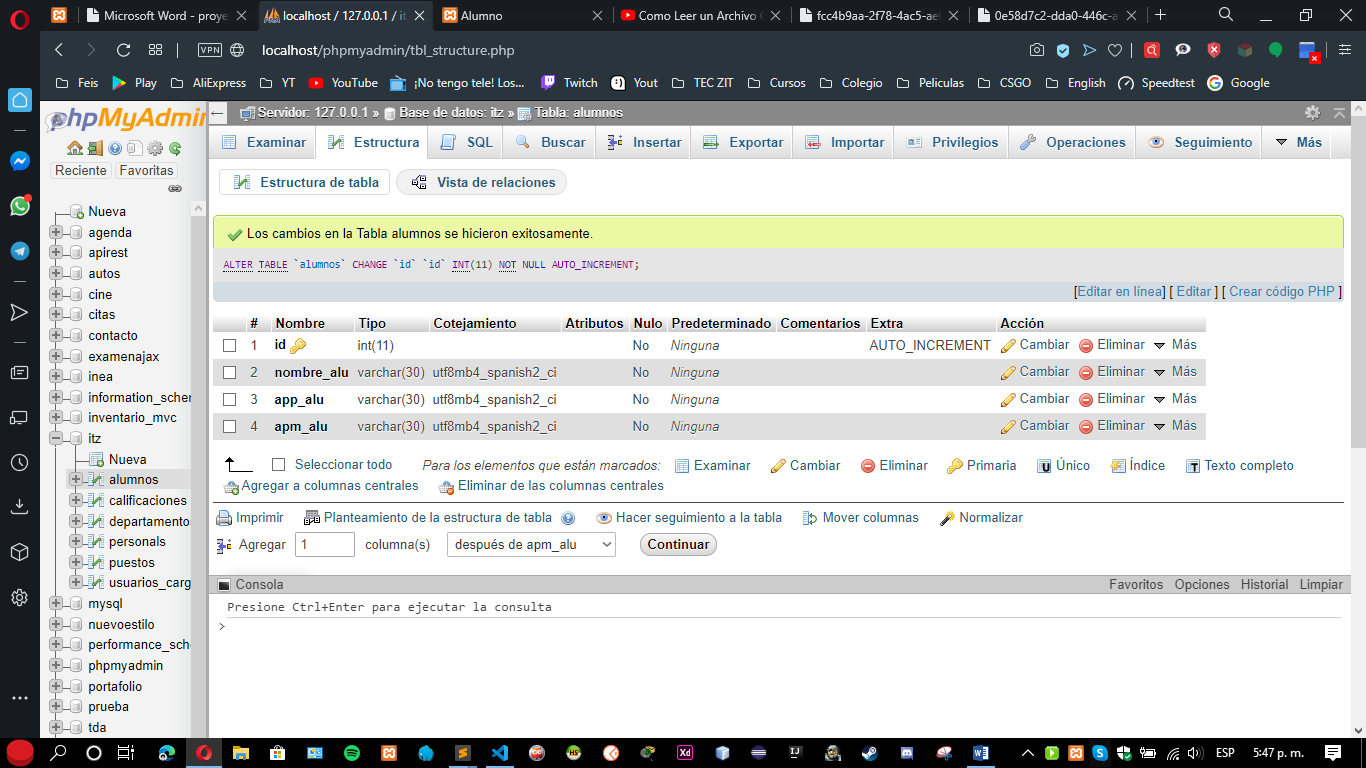 Microsoft Word - proye
localhost / 127.0.0.1 / it
Alumno
Como Leer un Archivo
fcc4b9aa-2f78-4ac5-ae
0e58d7c2-dda0-446c-a
VPN localhost/phpmyadmin/tbl_structure.php
Feis Play AliExpress YT YouTube ¡No tengo tele! Los... Twitch Yout TEC ZIT Cursos Colegio Peliculas CSGO English Speedtest Google
phpMyAdmin
Reciente Favoritas
Nueva
agenda
apirest
autos
cine
citas
contacto
examenajax
inea
information_scher
inventario_mvc
itz
Nueva
alumnos
calificaciones
departamento
personals
puestos
usuarios_carg
mysql
nuevoestilo
performance_sch
phpmyadmin
portafolio
prueba
tda
Servidor: 127.0.0.1 » Base de datos: itz » Tabla: alumnos
Examinar Estructura SQL Buscar Insertar Exportar Importar Privilegios Operaciones Seguimiento Más
Estructura de tabla Vista de relaciones
Los cambios en la Tabla alumnos se hicieron exitosamente.
ALTER TABLE `alumnos` CHANGE `id` `id` INT(11) NOT NULL AUTO_INCREMENT;
[Editar en línea] [ Editar ] [ Crear código PHP ]
# Nombre Tipo Cotejamiento Atributos Nulo Predeterminado Comentarios Extra Acción
1 id int(11) No Ninguna AUTO_INCREMENT Cambiar Eliminar Más
2 nombre_alu varchar(30) utf8mb4_spanish2_ci No Ninguna Cambiar Eliminar Más
3 app_alu varchar(30) utf8mb4_spanish2_ci No Ninguna Cambiar Eliminar Más
4 apm_alu varchar(30) utf8mb4_spanish2_ci No Ninguna Cambiar Eliminar Más
Seleccionar todo Para los elementos que están marcados: Examinar Cambiar Eliminar Primaria Único Índice Texto completo
Agregar a columnas centrales Eliminar de las columnas centrales
Imprimir Planteamiento de la estructura de tabla Hacer seguimiento a la tabla Mover columnas Normalizar
Agregar 1 columna(s) después de apm_alu Continuar
Consola Favoritos Opciones Historial Limpiar
Presione Ctrl+Enter para ejecutar la consulta
>
ESP 5:47 p. m.